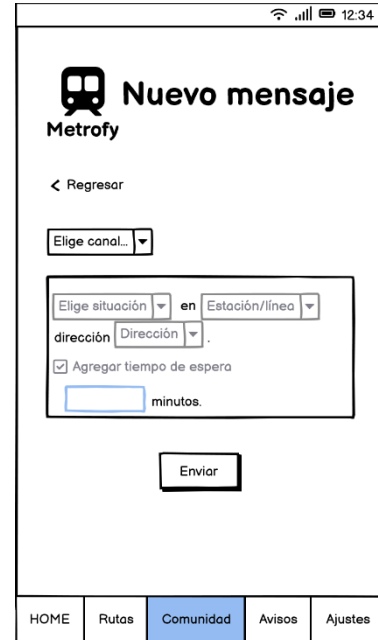 12:34
Nuevo mensaje
Metrofy
Regresar
Elige canal...
Elige situación en Estación/línea
dirección Dirección .
Agregar tiempo de espera
minutos.
Enviar
HOME Rutas Comunidad Avisos Ajustes